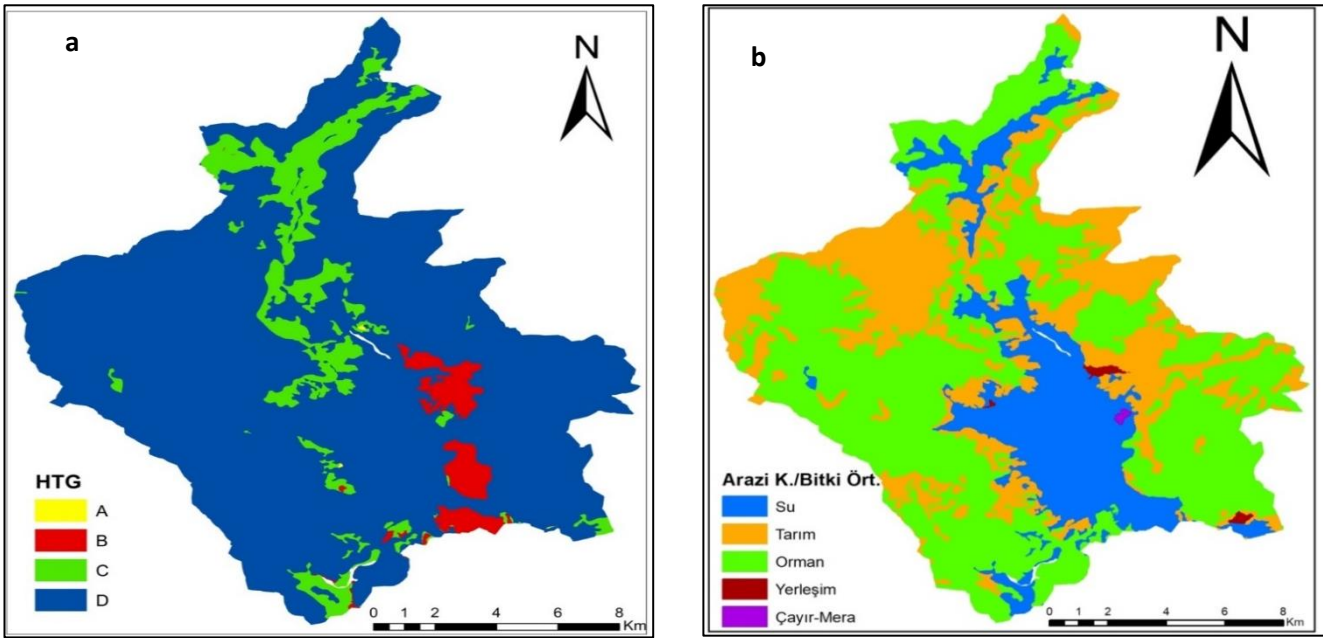 a
N
HTG
A
B
C
D
0 1 2 4 6 8
Km
b
N
Arazi K./Bitki Ört.
Su
Tarım
Orman
Yerleşim
Çayır-Mera
0 1 2 4 6 8
Km